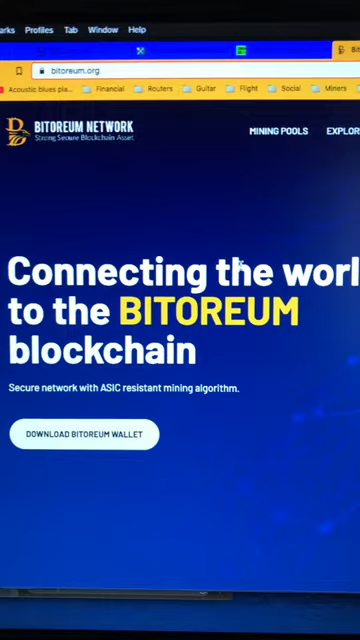 arks Profiles Tab Window Help
Bit
bitoreum.org
Acoustic blues pla... Financial Routers Guitar Flight Social Miners
BITOREUM NETWORK
Strong Secure Blockchain Asset
MINING POOLS EXPLOR
Connecting the worl
to the BITOREUM
blockchain
Secure network with ASIC resistant mining algorithm.
DOWNLOAD BITOREUM WALLET